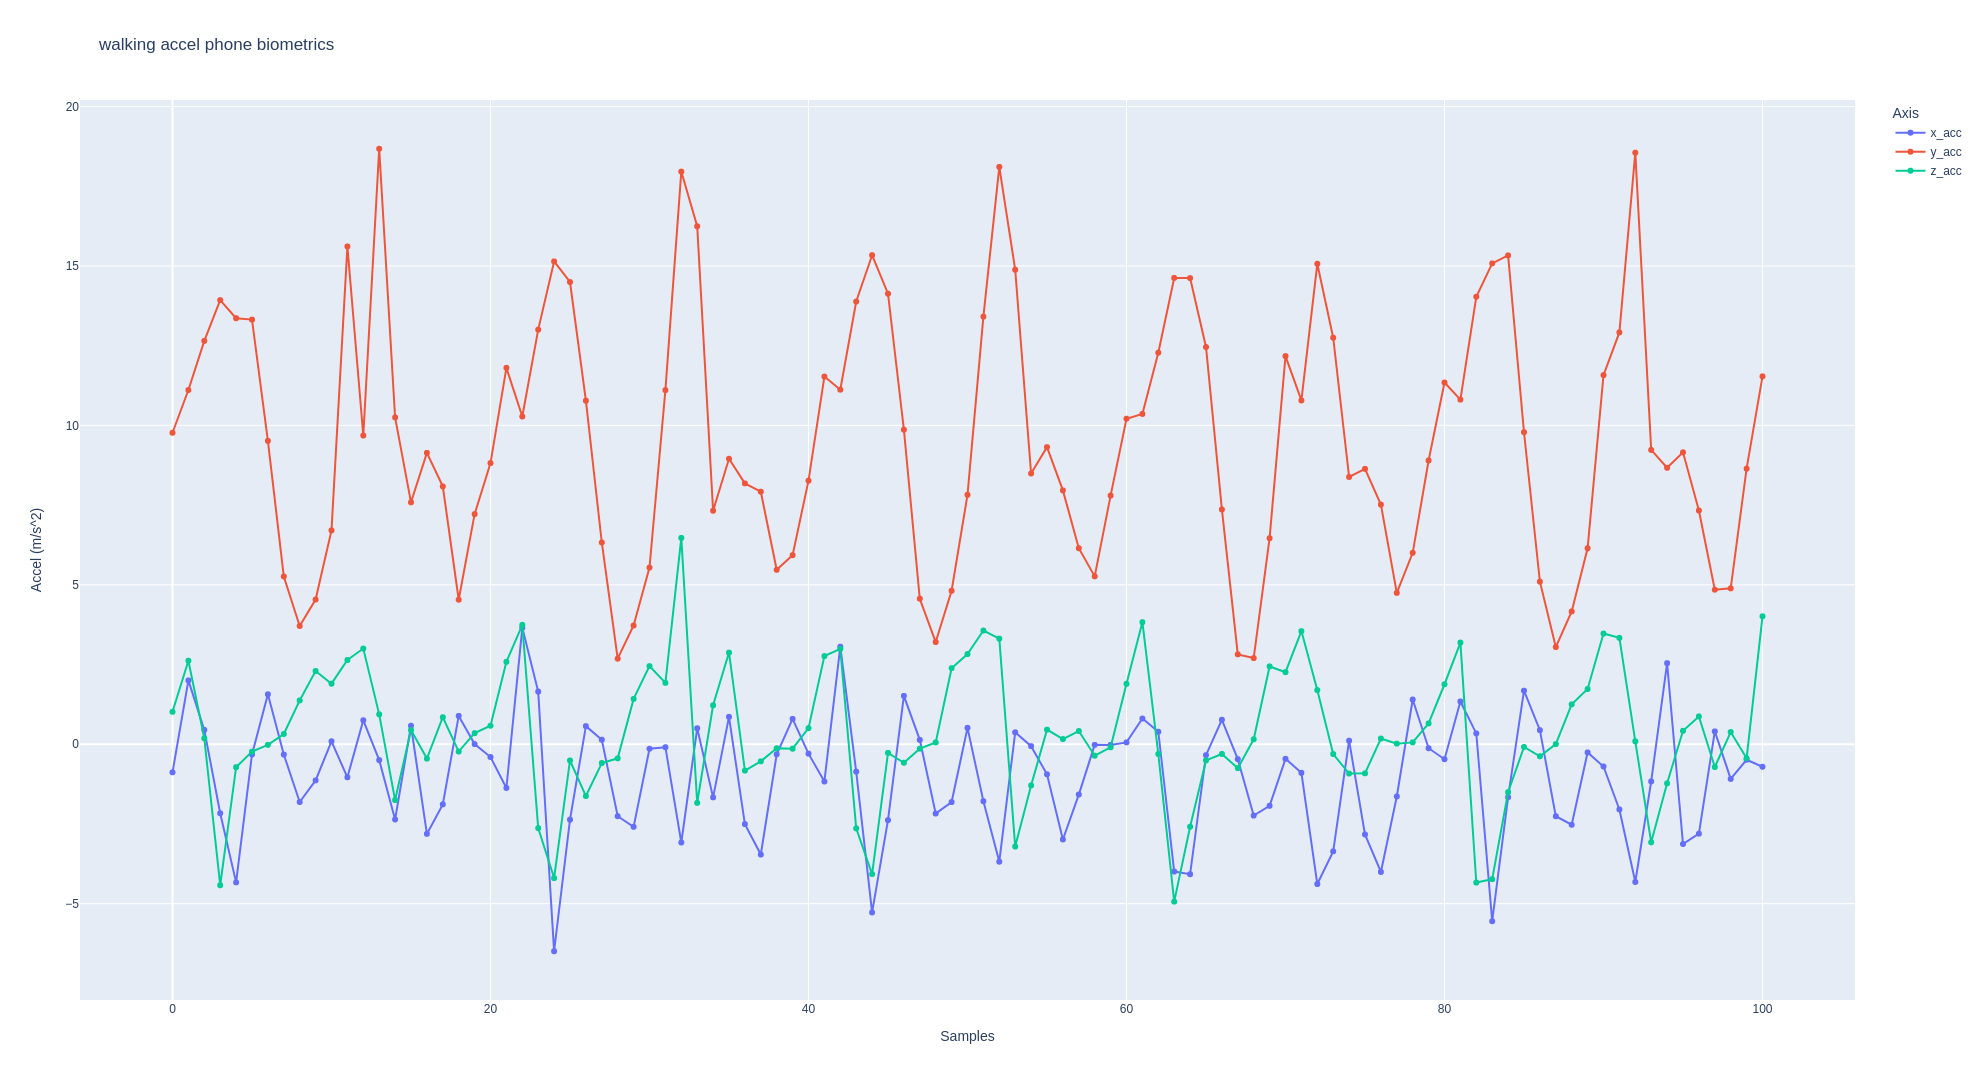 walking accel phone biometrics
20
15
10
5
0
−5
Accel (m/s^2)
0 20 40 60 80 100
Samples
Axis
x_acc
y_acc
z_acc